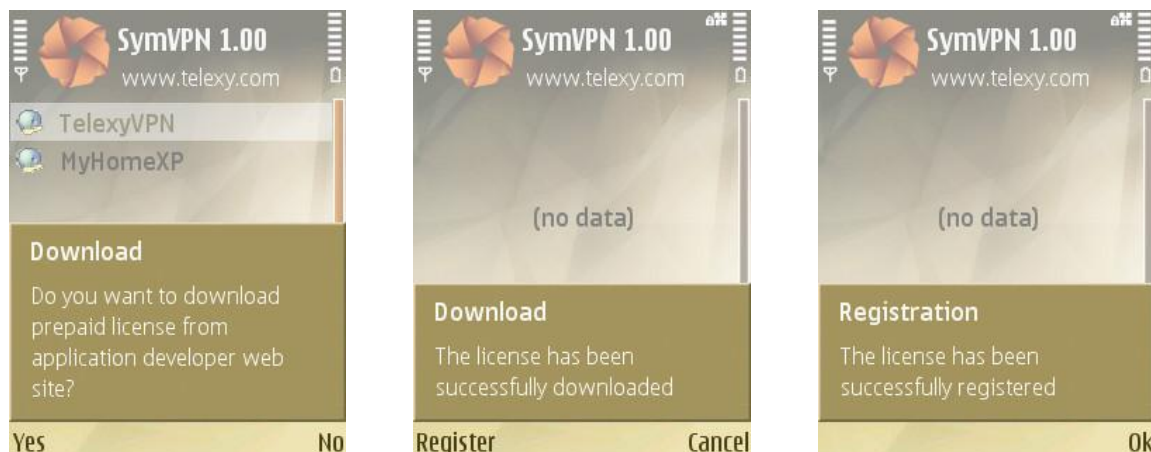 SymVPN 1.00
www.telexy.com
TelexyVPN
MyHomeXP
Download
Do you want to download
prepaid license from
application developer web
site?
Yes No
SymVPN 1.00
www.telexy.com
(no data)
Download
The license has been
successfully downloaded
Register Cancel
SymVPN 1.00
www.telexy.com
(no data)
Registration
The license has been
successfully registered
Ok